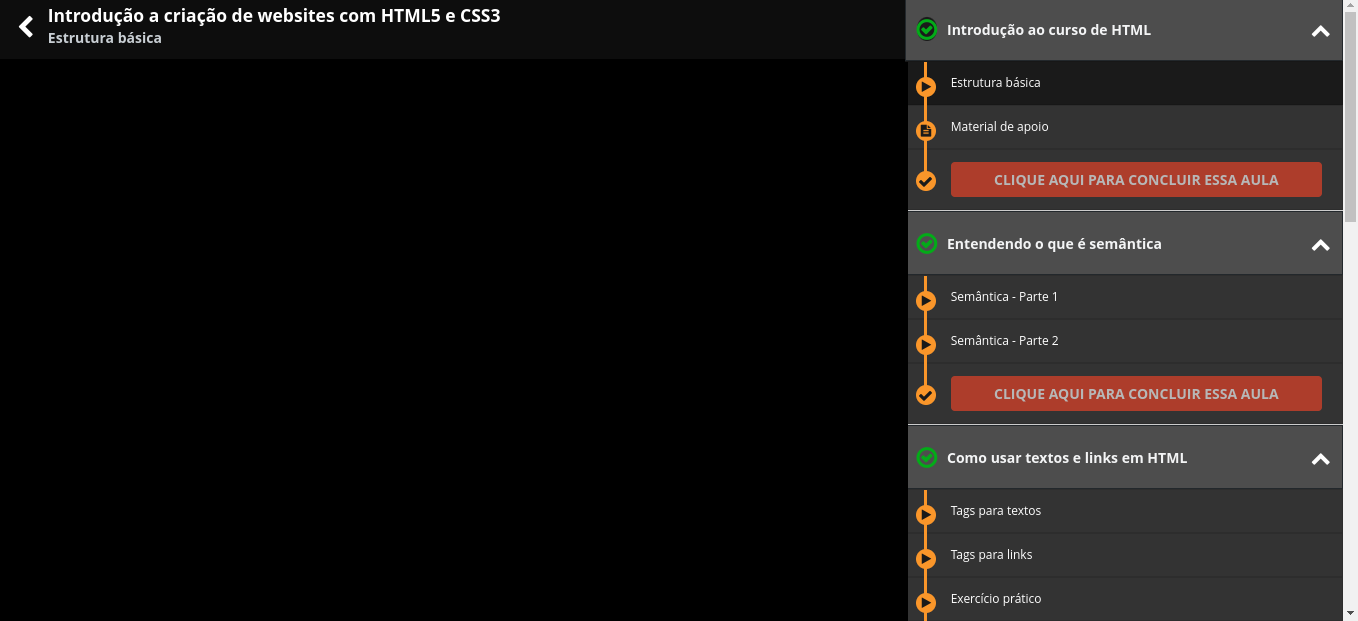 Introdução a criação de websites com HTML5 e CSS3
Estrutura básica
Introdução ao curso de HTML
Estrutura básica
Material de apoio
CLIQUE AQUI PARA CONCLUIR ESSA AULA
Entendendo o que é semântica
Semântica - Parte 1
Semântica - Parte 2
CLIQUE AQUI PARA CONCLUIR ESSA AULA
Como usar textos e links em HTML
Tags para textos
Tags para links
Exercício prático